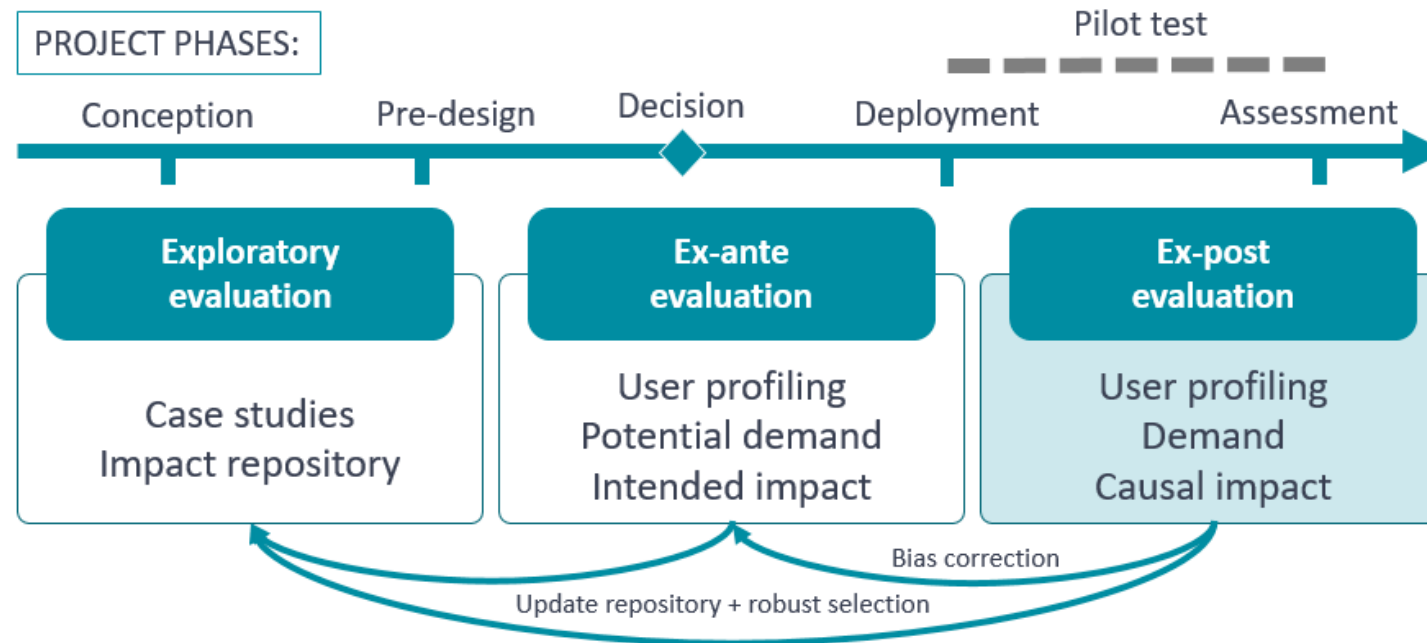 PROJECT PHASES:
Pilot test
Conception
Pre-design
Decision
Deployment
Assessment
Exploratory
evaluation
Case studies
Impact repository
Ex-ante
evaluation
User profiling
Potential demand
Intended impact
Ex-post
evaluation
User profiling
Demand
Causal impact
Bias correction
Update repository + robust selection